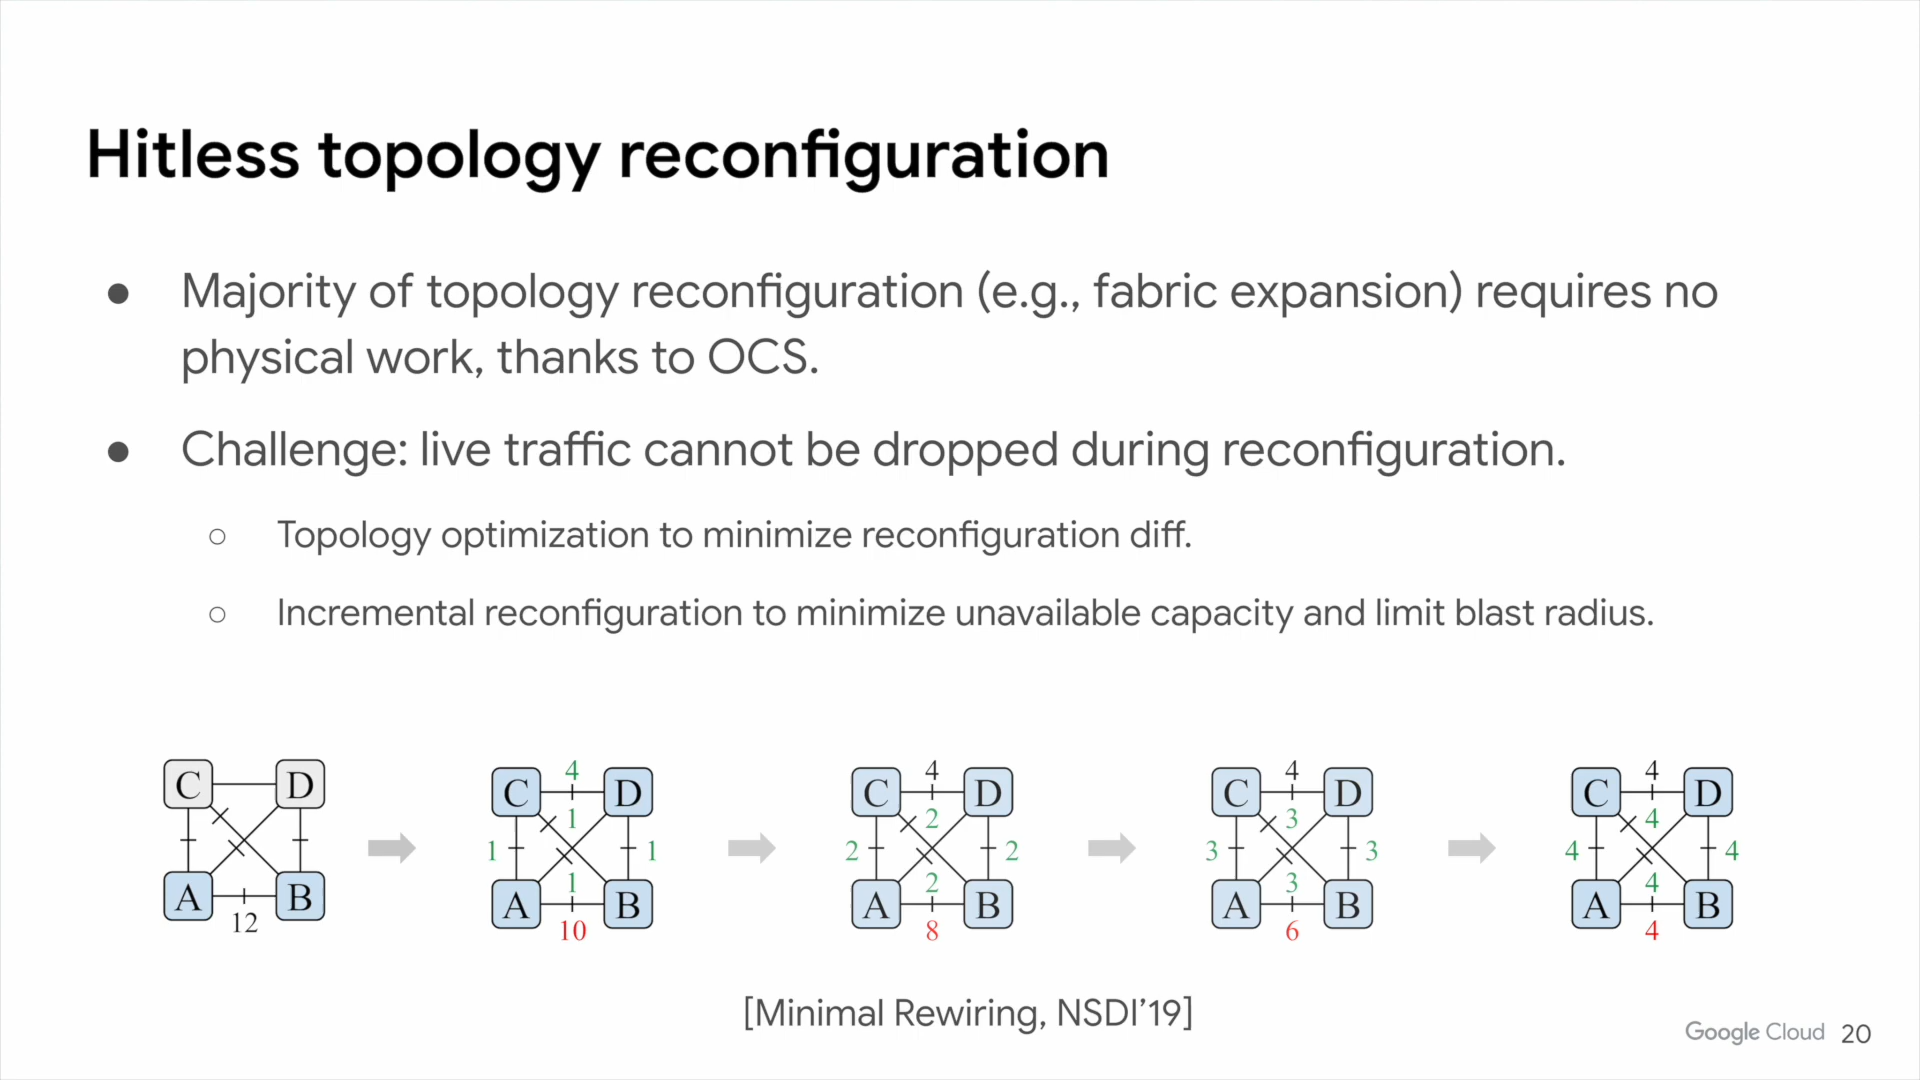 Hitless topology reconfiguration
● Majority of topology reconfiguration (e.g., fabric expansion) requires no
physical work, thanks to OCS.
● Challenge: live traffic cannot be dropped during reconfiguration.
○ Topology optimization to minimize reconfiguration diff.
○ Incremental reconfiguration to minimize unavailable capacity and limit blast radius.
C D
A B
12
4
C D
1
1 1
1
A B
10
4
C D
2
2 2
2
A B
8
4
C D
3
3 3
3
A B
6
4
C D
4
4 4
4
A B
4
[Minimal Rewiring, NSDI’19]
Google Cloud 20